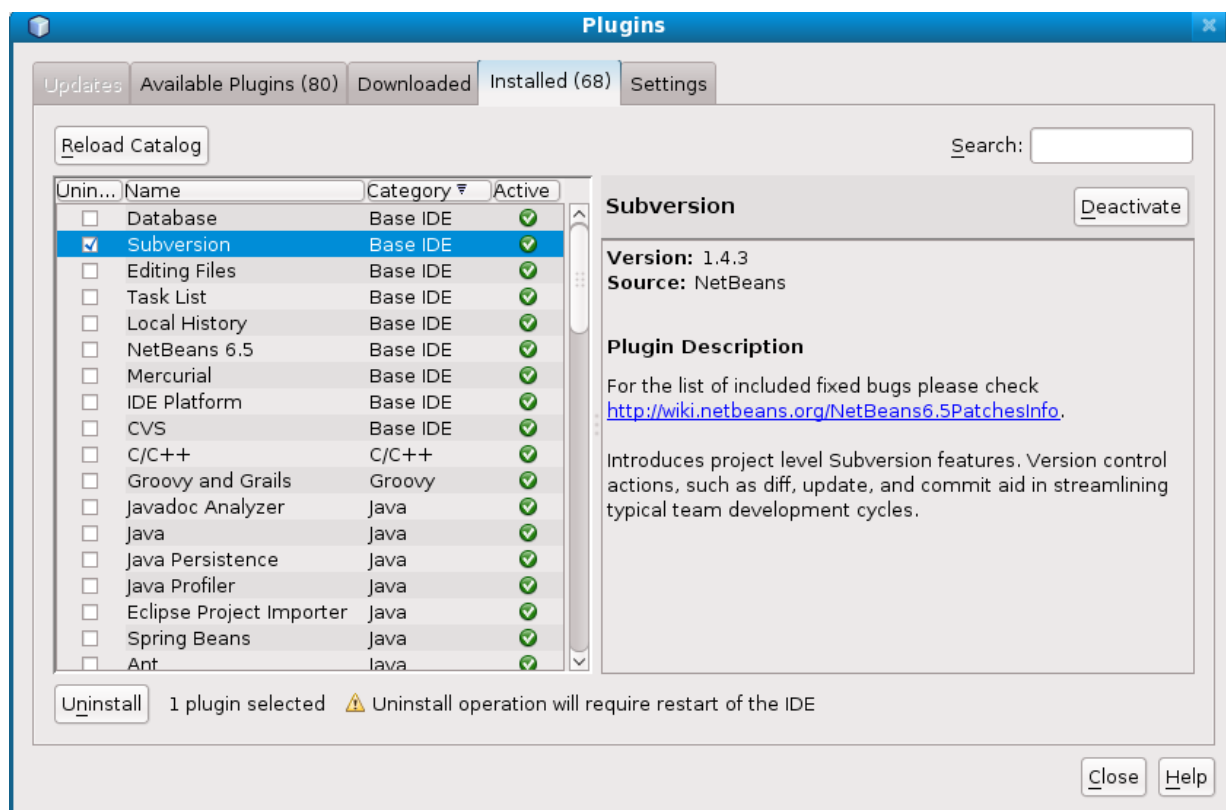 Plugins
Updates Available Plugins (80) Downloaded Installed (68) Settings
Reload Catalog Search:
Unin... Name Category Active
Database Base IDE
Subversion Base IDE
Editing Files Base IDE
Task List Base IDE
Local History Base IDE
NetBeans 6.5 Base IDE
Mercurial Base IDE
IDE Platform Base IDE
CVS Base IDE
C/C++ C/C++
Groovy and Grails Groovy
Javadoc Analyzer Java
Java Java
Java Persistence Java
Java Profiler Java
Eclipse Project Importer Java
Spring Beans Java
Ant Java
Subversion Deactivate
Version: 1.4.3
Source: NetBeans
Plugin Description
For the list of included fixed bugs please check
http://wiki.netbeans.org/NetBeans6.5PatchesInfo.
Introduces project level Subversion features. Version control
actions, such as diff, update, and commit aid in streamlining
typical team development cycles.
Uninstall 1 plugin selected Uninstall operation will require restart of the IDE
Close Help